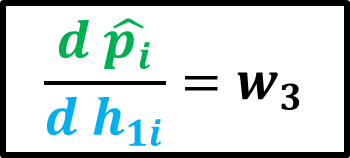 d p̂ᵢ / d h₁ᵢ = w₃